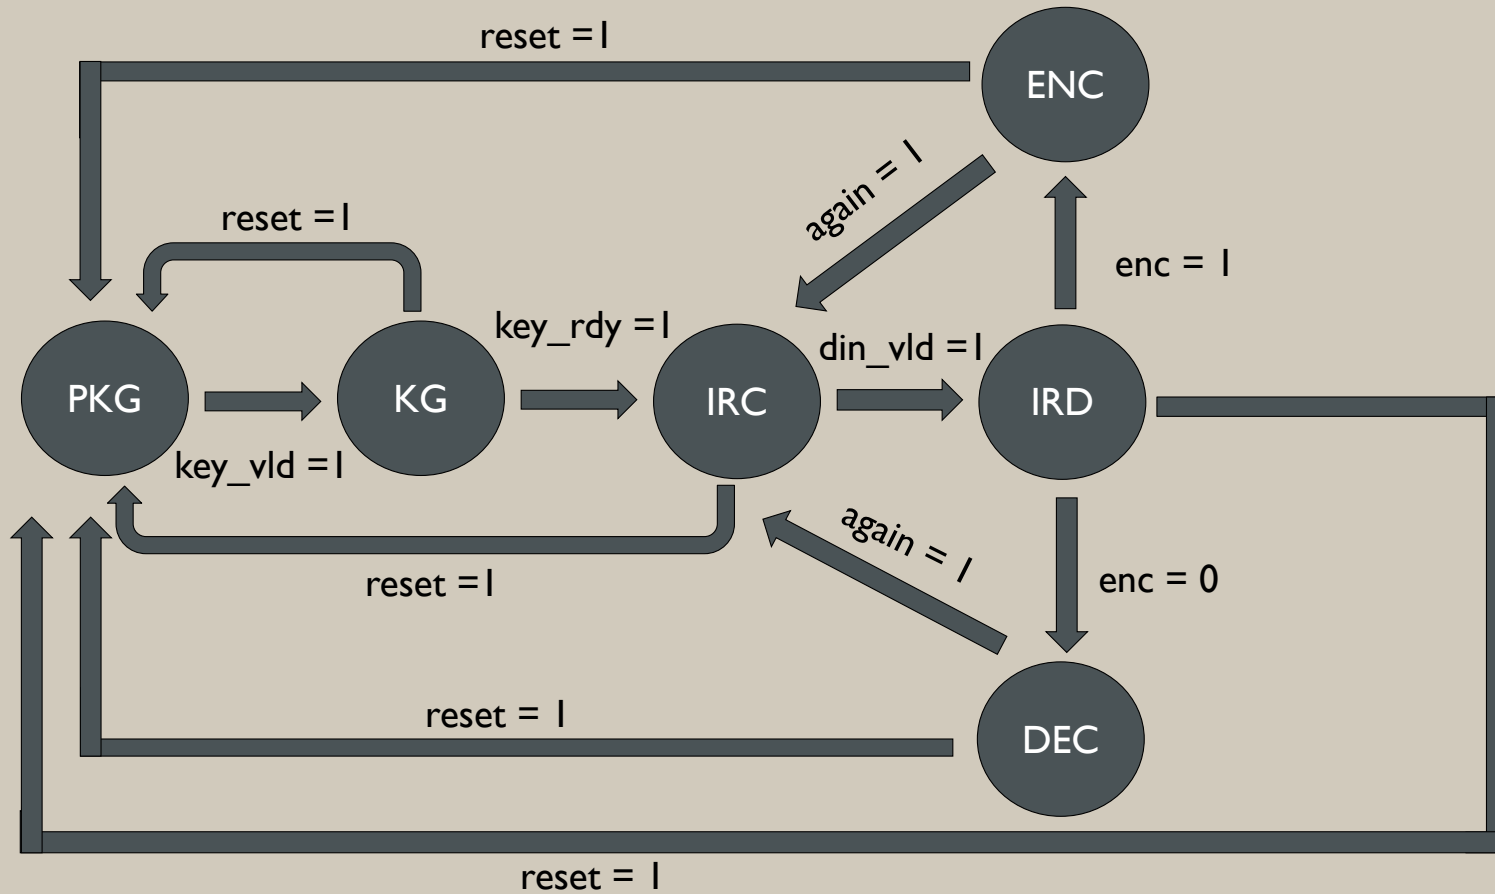 reset =1
ENC
again = 1
reset =1
enc = 1
key_rdy =1
din_vld =1
PKG
KG
IRC
IRD
key_vld =1
again = 1
reset =1
enc = 0
reset = 1
DEC
reset = 1